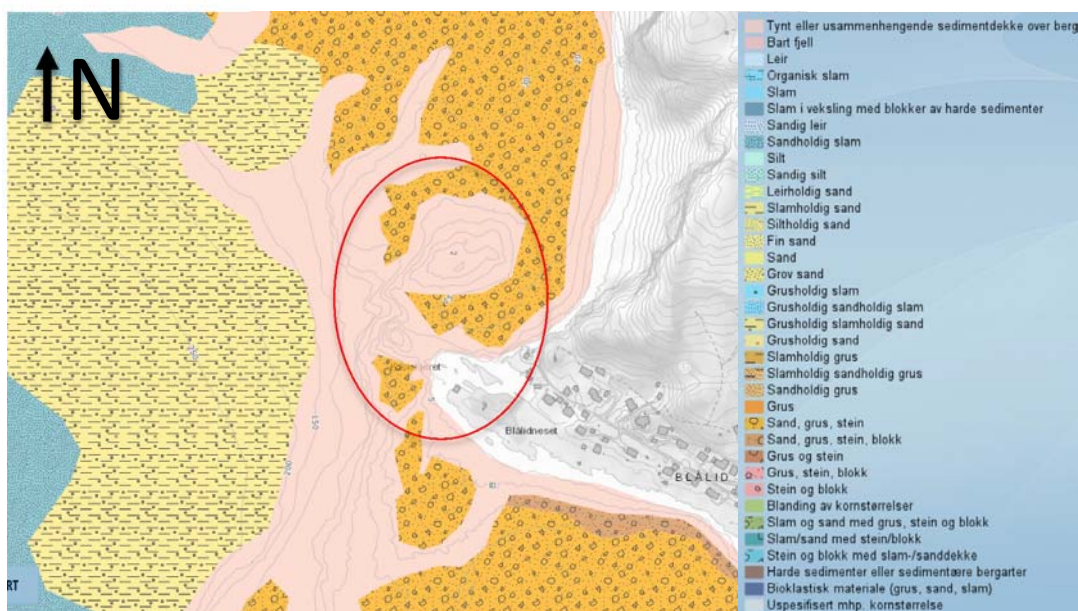 N
150
200
Blålidneset
BLÅLID
RT
Tynt eller usammenhengende sedimentdekke over berg
Bart fjell
Leir
Organisk slam
Slam
Slam i veksling med blokker av harde sedimenter
Sandig leir
Sandholdig slam
Silt
Sandig silt
Leirholdig sand
Slamholdig sand
Siltholdig sand
Fin sand
Sand
Grov sand
Grusholdig slam
Grusholdig sandholdig slam
Grusholdig slamholdig sand
Grusholdig sand
Slamholdig grus
Slamholdig sandholdig grus
Sandholdig grus
Grus
Sand, grus, stein
Sand, grus, stein, blokk
Grus og stein
Grus, stein, blokk
Stein og blokk
Blanding av kornstørrelser
Slam og sand med grus, stein og blokk
Slam/sand med stein/blokk
Stein og blokk med slam-/sanddekke
Harde sedimenter eller sedimentære bergarter
Bioklastisk materiale (grus, sand, slam)
Uspesifisert mhp. kornstørrelse